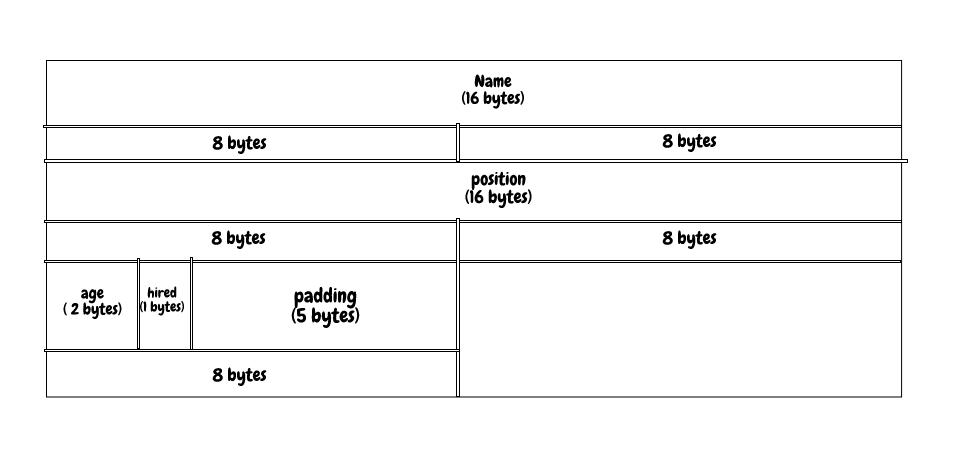 Name
(16 bytes)
8 bytes
8 bytes
position
(16 bytes)
8 bytes
8 bytes
age
( 2 bytes)
hired
(1 bytes)
padding
(5 bytes)
8 bytes